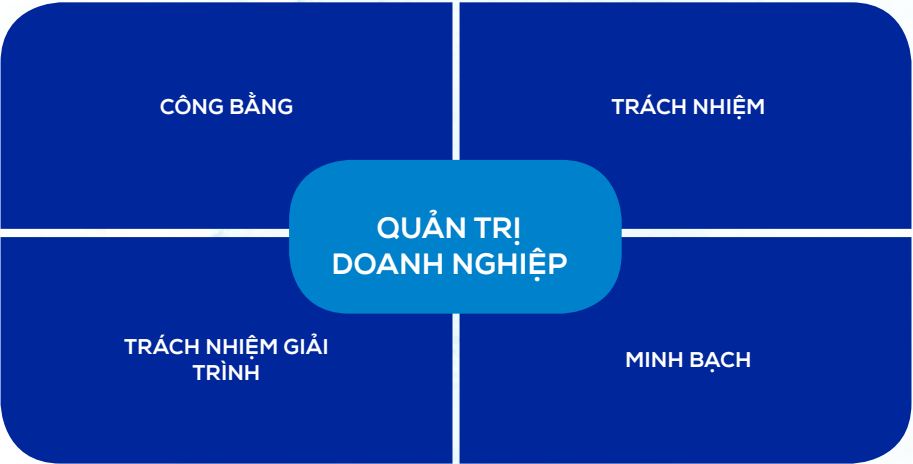 CÔNG BẰNG
TRÁCH NHIỆM
QUẢN TRỊ
DOANH NGHIỆP
TRÁCH NHIỆM GIẢI
TRÌNH
MINH BẠCH